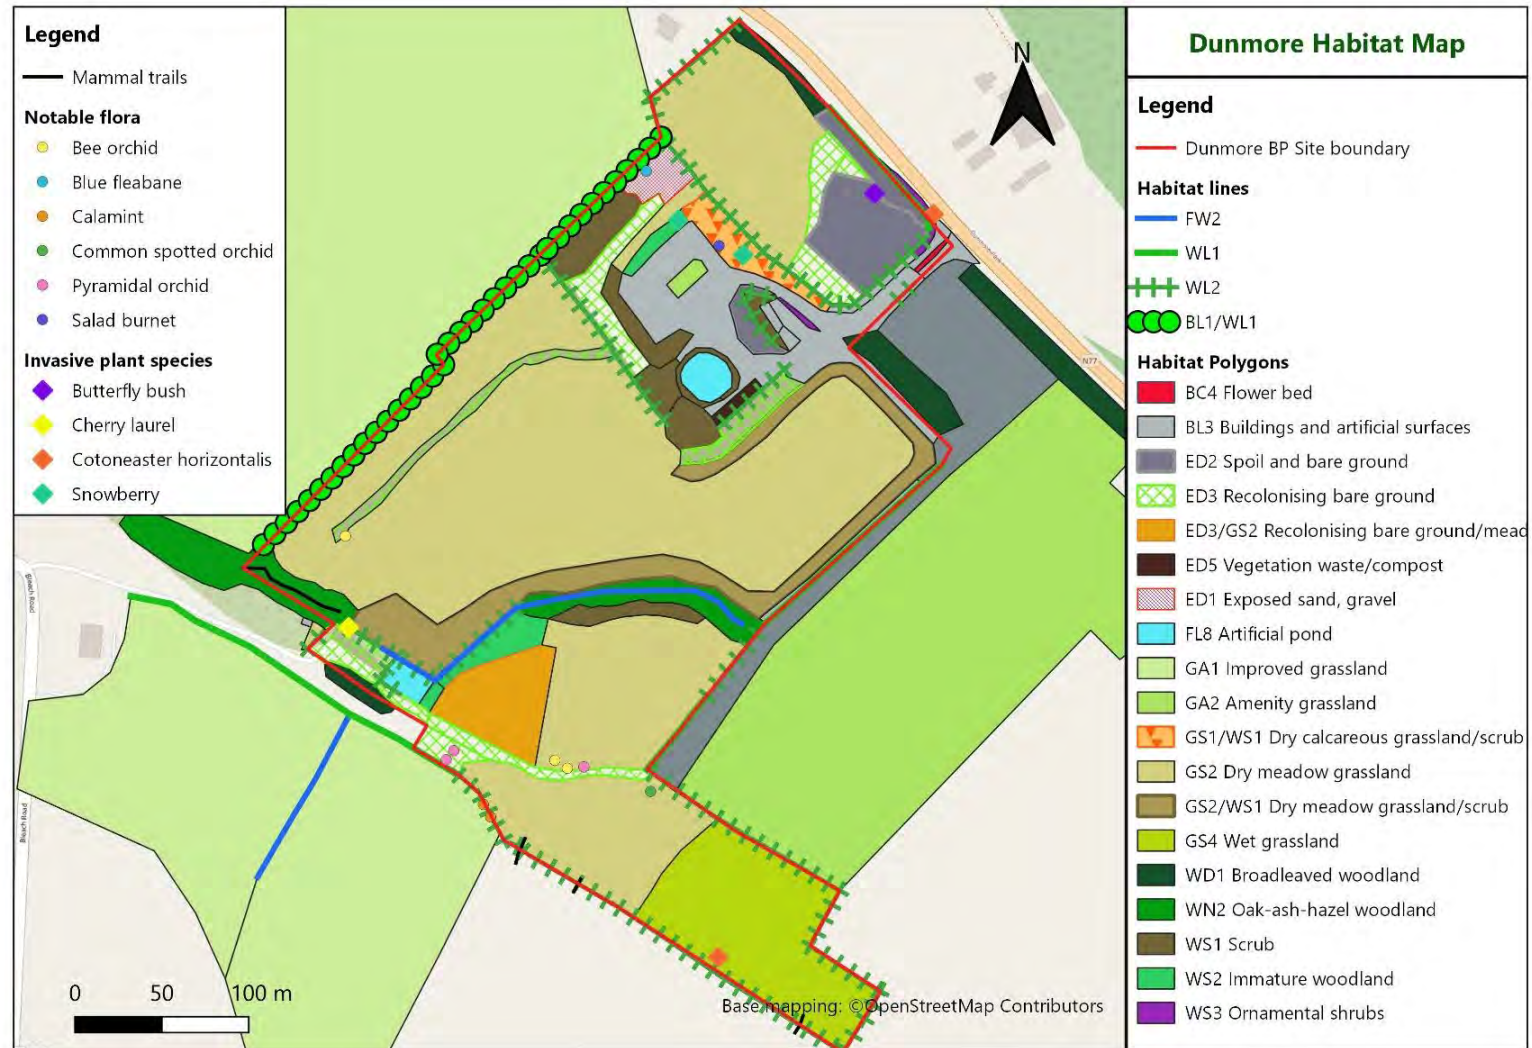 Legend
Mammal trails
Notable flora
Bee orchid
Blue fleabane
Calamint
Common spotted orchid
Pyramidal orchid
Salad burnet
Invasive plant species
Butterfly bush
Cherry laurel
Cotoneaster horizontalis
Snowberry
N
N77
Bleach Road
Bleach Road
0 50 100 m
Base mapping: ©OpenStreetMap Contributors
Dunmore Habitat Map
Legend
Dunmore BP Site boundary
Habitat lines
FW2
WL1
WL2
BL1/WL1
Habitat Polygons
BC4 Flower bed
BL3 Buildings and artificial surfaces
ED2 Spoil and bare ground
ED3 Recolonising bare ground
ED3/GS2 Recolonising bare ground/mead
ED5 Vegetation waste/compost
ED1 Exposed sand, gravel
FL8 Artificial pond
GA1 Improved grassland
GA2 Amenity grassland
GS1/WS1 Dry calcareous grassland/scrub
GS2 Dry meadow grassland
GS2/WS1 Dry meadow grassland/scrub
GS4 Wet grassland
WD1 Broadleaved woodland
WN2 Oak-ash-hazel woodland
WS1 Scrub
WS2 Immature woodland
WS3 Ornamental shrubs